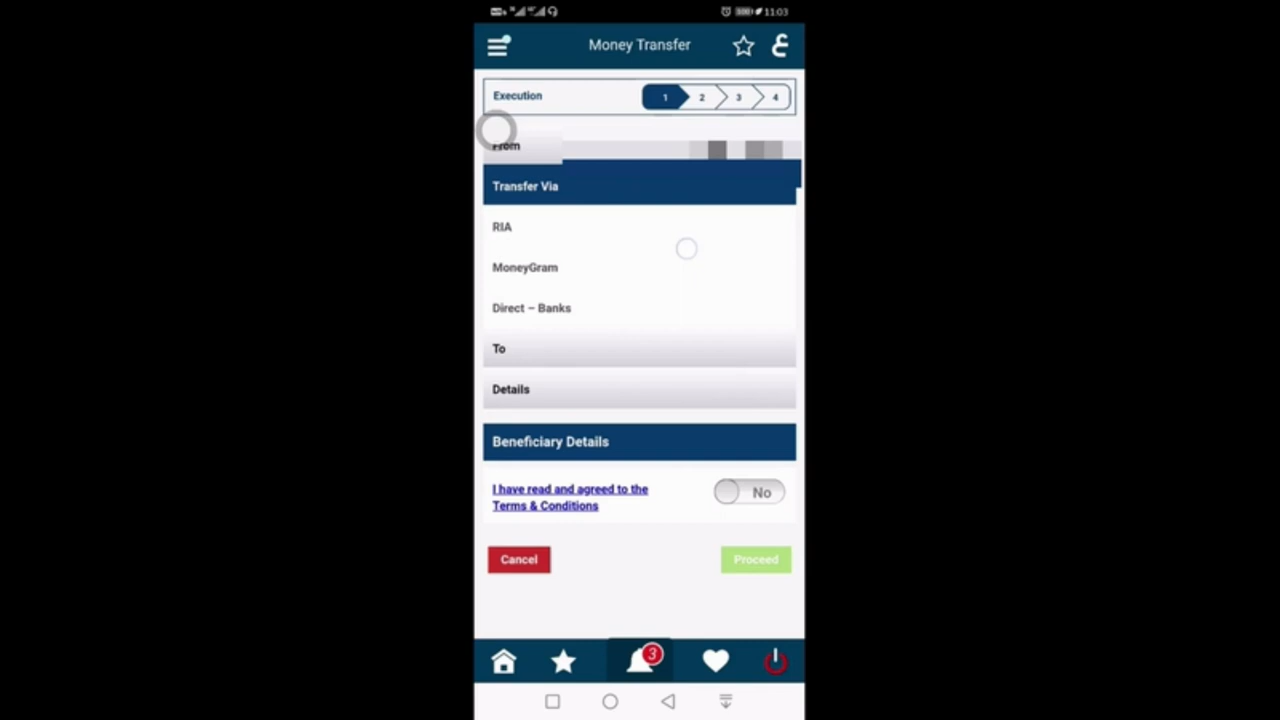 11:03
Money Transfer
ع
Execution
1 2 3 4
From
Transfer Via
RIA
MoneyGram
Direct – Banks
To
Details
Beneficiary Details
I have read and agreed to the
Terms & Conditions
No
Cancel
Proceed
3